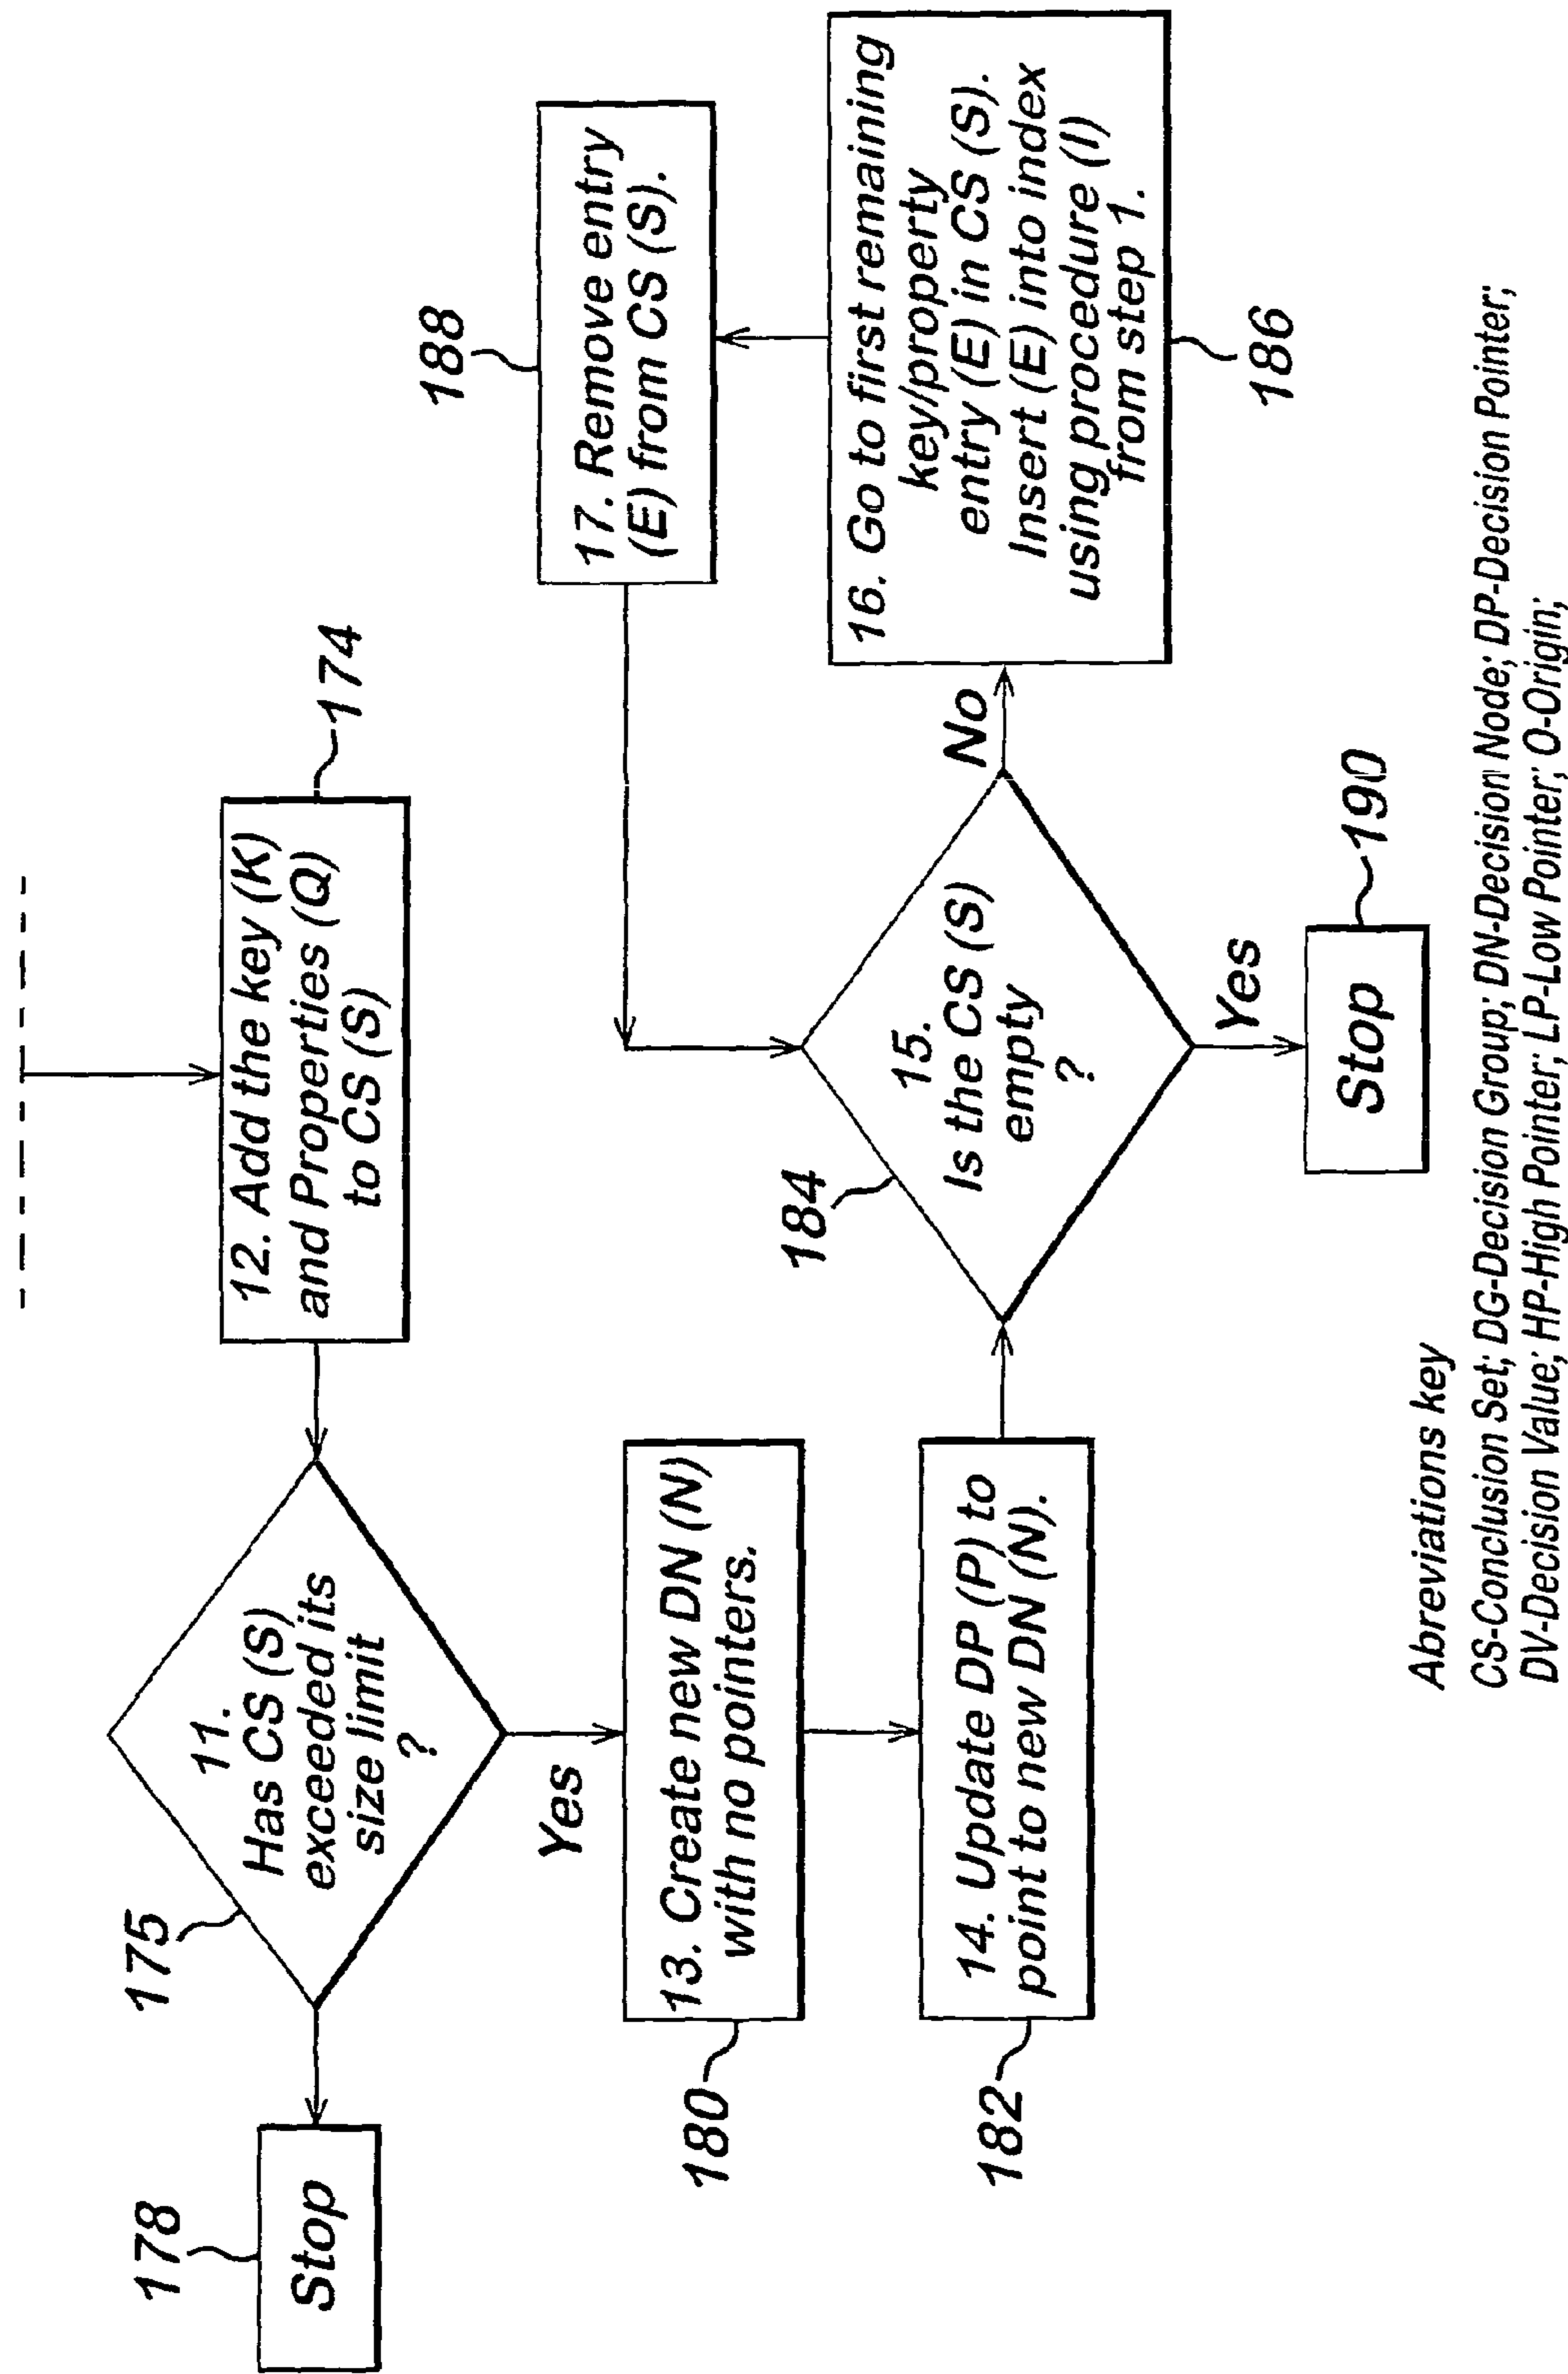 174
12. Add the key (K)
and Properties (Q)
to CS (S)
175
11.
Has CS (S)
exceeded its
size limit
?
178
Stop
Yes
180
13. Create new DN (N)
with no pointers.
182
14. Update DP (P) to
point to new DN (N).
184
15.
Is the CS (S)
empty
?
No
186
16. Go to first remaining
key/property
entry (E) in CS (S).
Insert (E) into index
using procedure (I)
from step 1.
188
17. Remove entry
(E) from CS (S).
Yes
Stop
190
Abreviations key
CS-Conclusion Set; DG-Decision Group; DN-Decision Node; DP-Decision Pointer;
DV-Decision Value; HP-High Pointer; LP-Low Pointer; O-Origin;